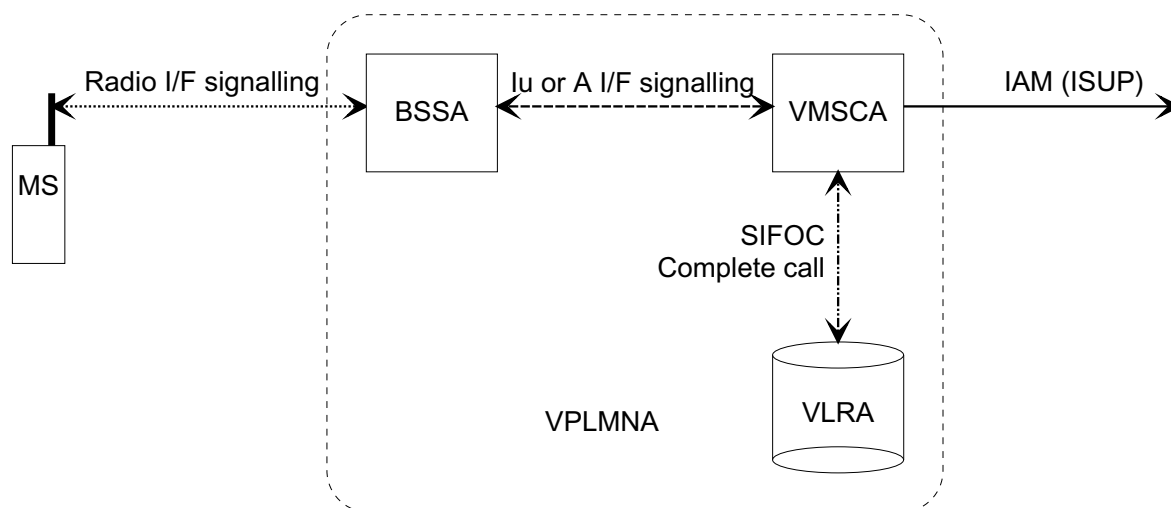 Radio I/F signalling
Iu or A I/F signalling
IAM (ISUP)
BSSA
VMSCA
MS
SIFOC
Complete call
VLRA
VPLMNA